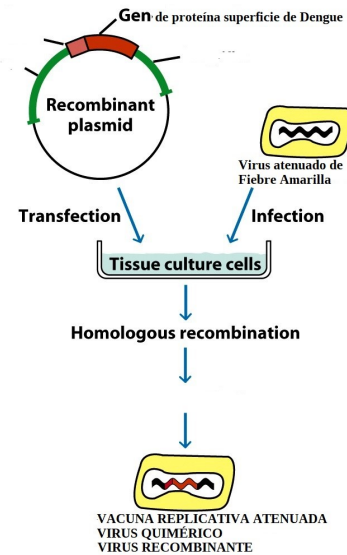 Gen de proteína superficie de Dengue
Recombinant
plasmid
Virus atenuado de
Fiebre Amarilla
Transfection
Infection
Tissue culture cells
Homologous recombination
VACUNA REPLICATIVA ATENUADA
VIRUS QUIMÉRICO
VIRUS RECOMBINANTE